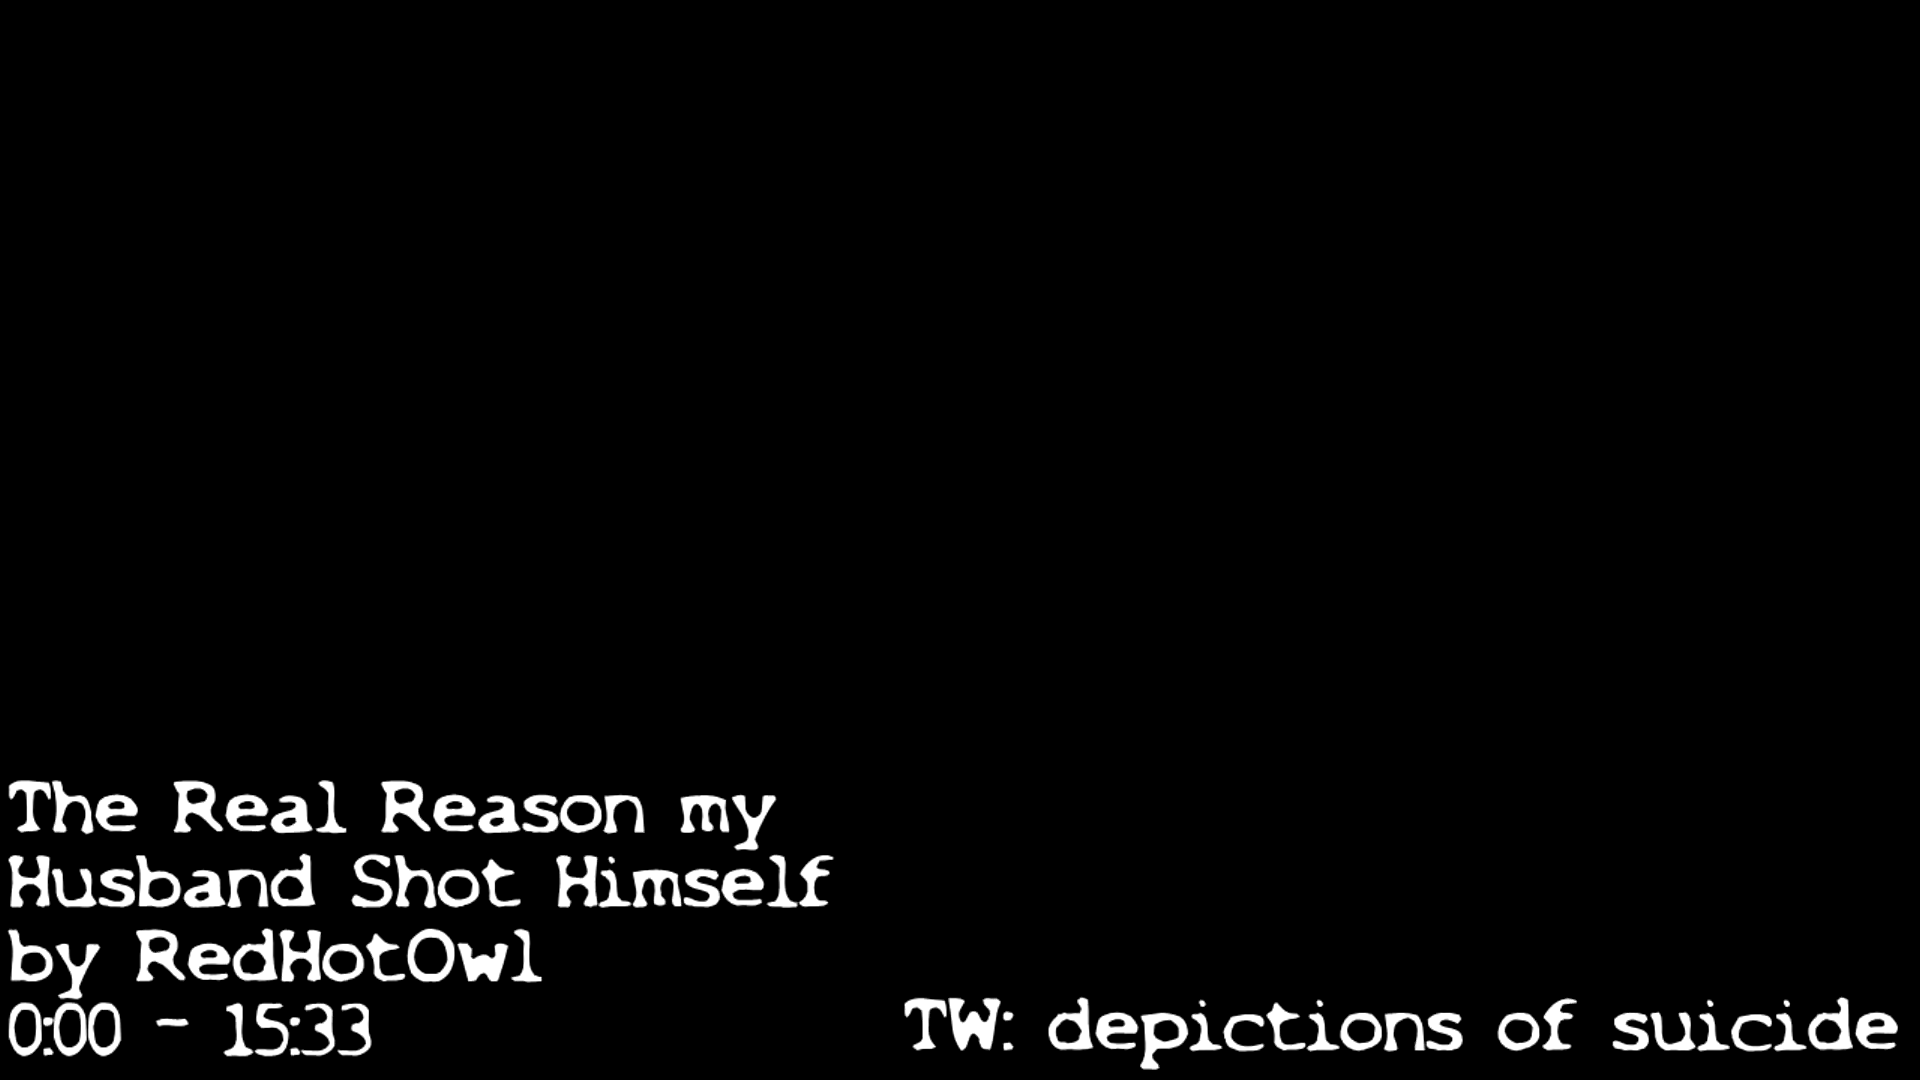 The Real Reason my
Husband Shot Himself
by RedHotOwl
0:00 - 15:33
TW: depictions of suicide